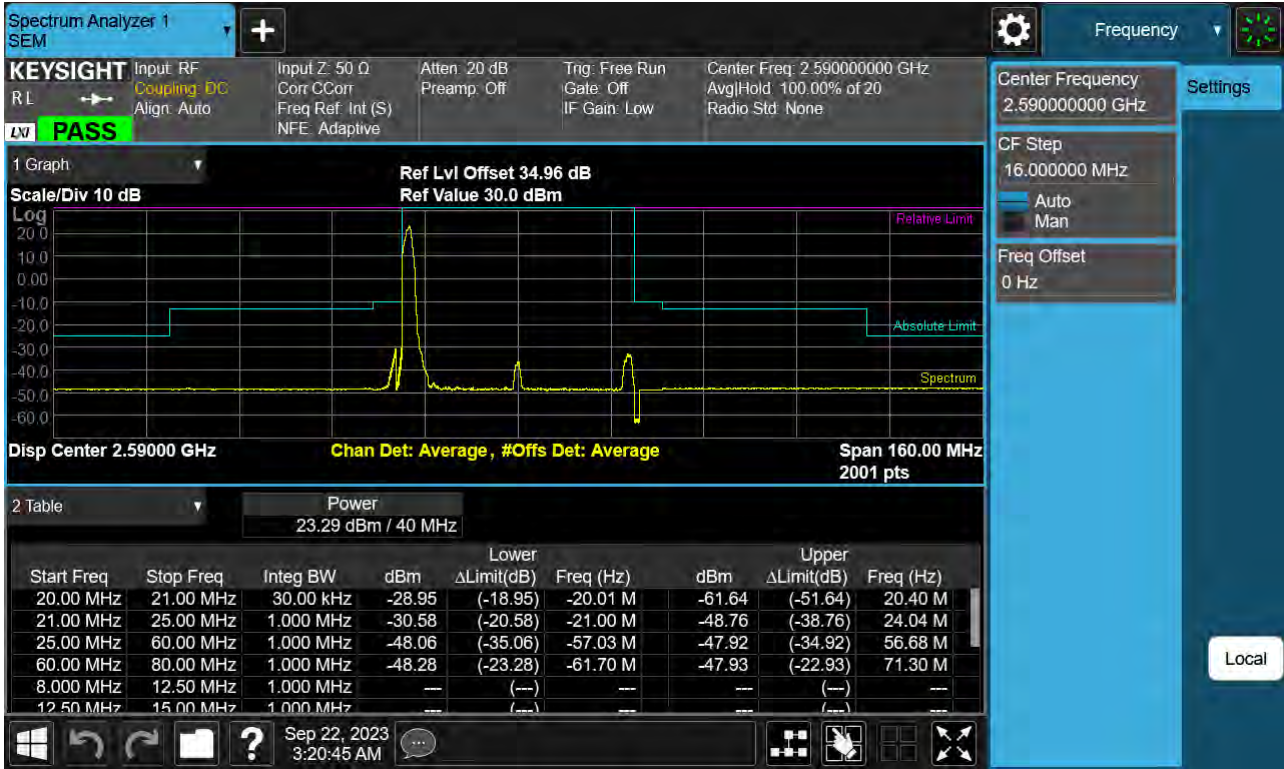 Spectrum Analyzer 1
SEM
Frequency
KEYSIGHT
Input: RF
Coupling: DC
Align: Auto
Input Z: 50 Ω
Corr CCorr
Freq Ref: Int (S)
NFE: Adaptive
Atten: 20 dB
Preamp: Off
Trig: Free Run
Gate: Off
IF Gain: Low
Center Freq: 2.590000000 GHz
Avg|Hold: 100.00% of 20
Radio Std: None
RL
LXI
PASS
Center Frequency
2.590000000 GHz
Settings
CF Step
16.000000 MHz
Auto
Man
Freq Offset
0 Hz
Local
1 Graph
Scale/Div 10 dB
Ref Lvl Offset 34.96 dB
Ref Value 30.0 dBm
Log
20.0
10.0
0.00
-10.0
-20.0
-30.0
-40.0
-50.0
-60.0
Relative Limit
Absolute Limit
Spectrum
Disp Center 2.59000 GHz
Chan Det: Average, #Offs Det: Average
Span 160.00 MHz
2001 pts
2 Table
Power
23.29 dBm / 40 MHz
Lower Upper
Start Freq Stop Freq Integ BW dBm ΔLimit(dB) Freq (Hz) dBm ΔLimit(dB) Freq (Hz)
20.00 MHz 21.00 MHz 30.00 kHz -28.95 (-18.95) -20.01 M -61.64 (-51.64) 20.40 M
21.00 MHz 25.00 MHz 1.000 MHz -30.58 (-20.58) -21.00 M -48.76 (-38.76) 24.04 M
25.00 MHz 60.00 MHz 1.000 MHz -48.06 (-35.06) -57.03 M -47.92 (-34.92) 56.68 M
60.00 MHz 80.00 MHz 1.000 MHz -48.28 (-23.28) -61.70 M -47.93 (-22.93) 71.30 M
8.000 MHz 12.50 MHz 1.000 MHz --- (---) --- --- (---) ---
12.50 MHz 15.00 MHz 1.000 MHz --- (---) --- --- (---) ---
?
Sep 22, 2023
3:20:45 AM